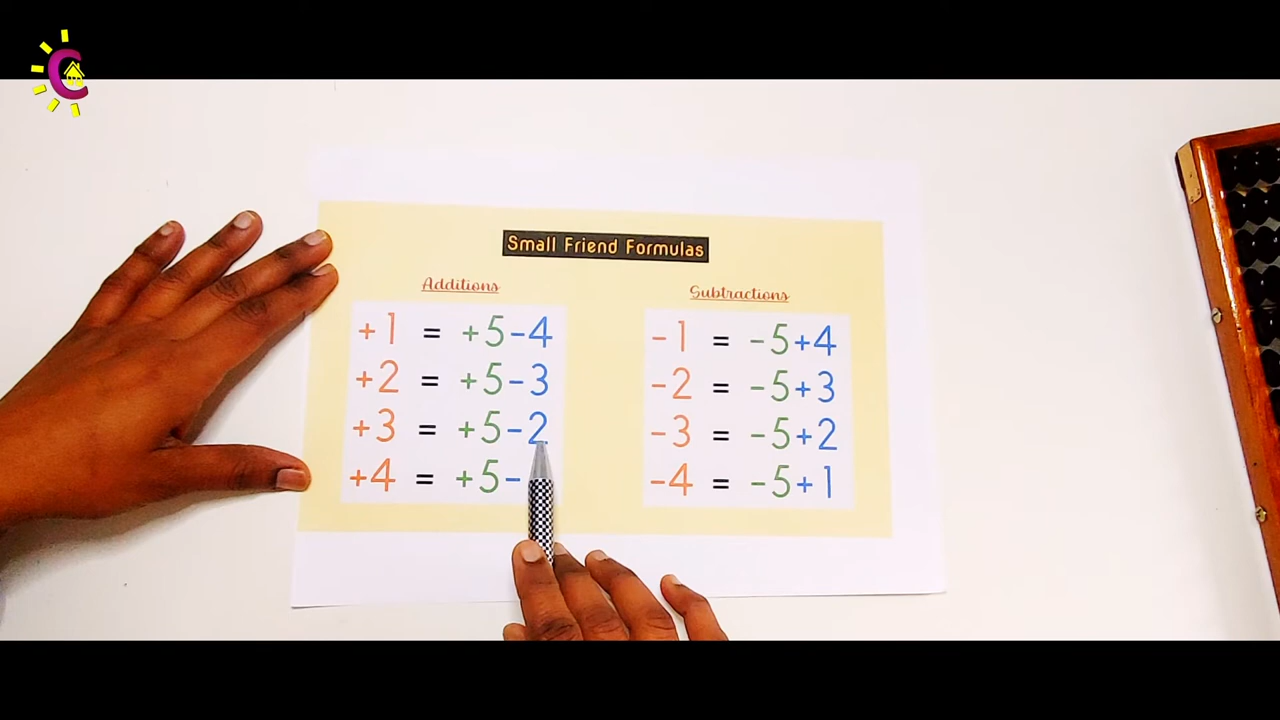 C
Small Friend Formulas
Additions
+1 = +5-4
+2 = +5-3
+3 = +5-2
+4 = +5-
Subtractions
-1 = -5+4
-2 = -5+3
-3 = -5+2
-4 = -5+1